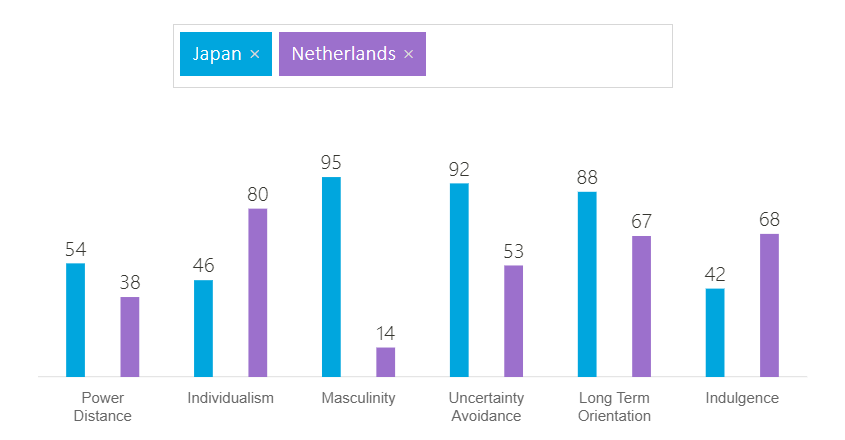 Japan × Netherlands ×
95
92
88
80
54
46
38
14
53
67
42
68
Power
Distance
Individualism
Masculinity
Uncertainty
Avoidance
Long Term
Orientation
Indulgence